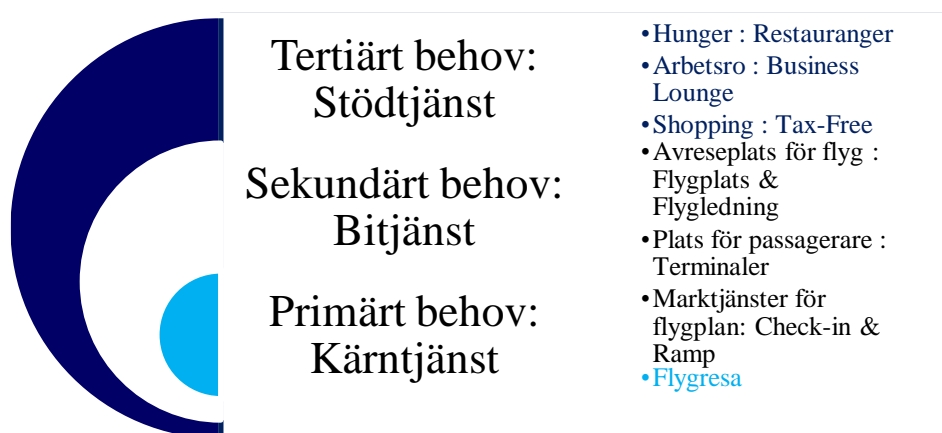 Tertiärt behov:
Stödtjänst
Sekundärt behov:
Bitjänst
Primärt behov:
Kärntjänst
•Hunger : Restauranger
•Arbetsro : Business
Lounge
•Shopping : Tax-Free
•Avreseplats för flyg :
Flygplats &
Flygledning
•Plats för passagerare :
Terminaler
•Marktjänster för
flygplan: Check-in &
Ramp
•Flygresa